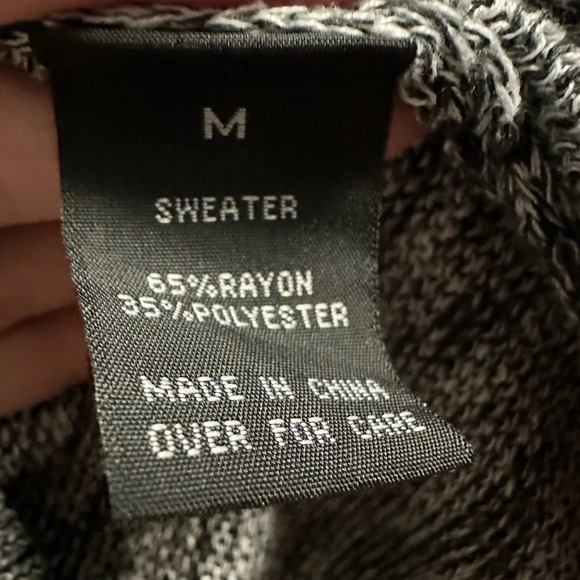 M
SWEATER
65%RAYON
35%POLYESTER
MADE IN CHINA
OVER FOR CARE